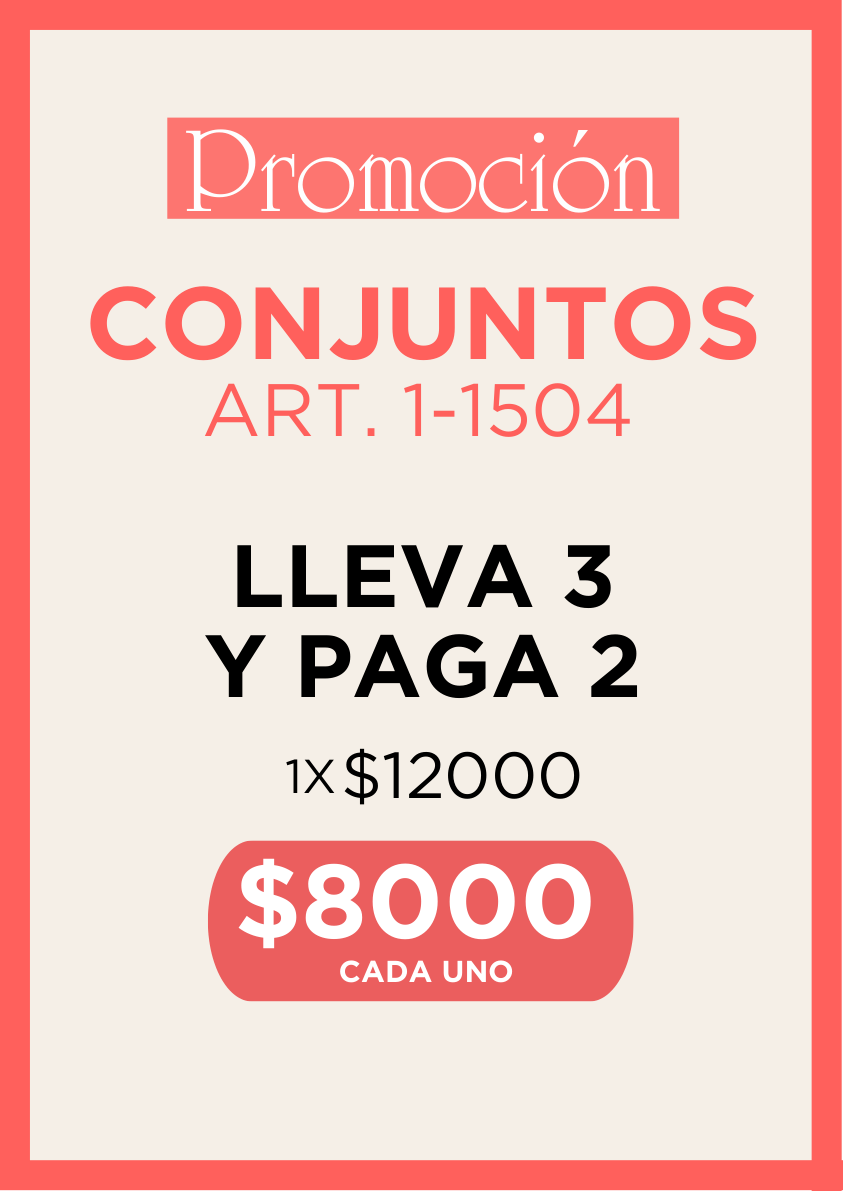 Promoción
CONJUNTOS
ART. 1-1504
LLEVA 3
Y PAGA 2
1X $12000
$8000
CADA UNO